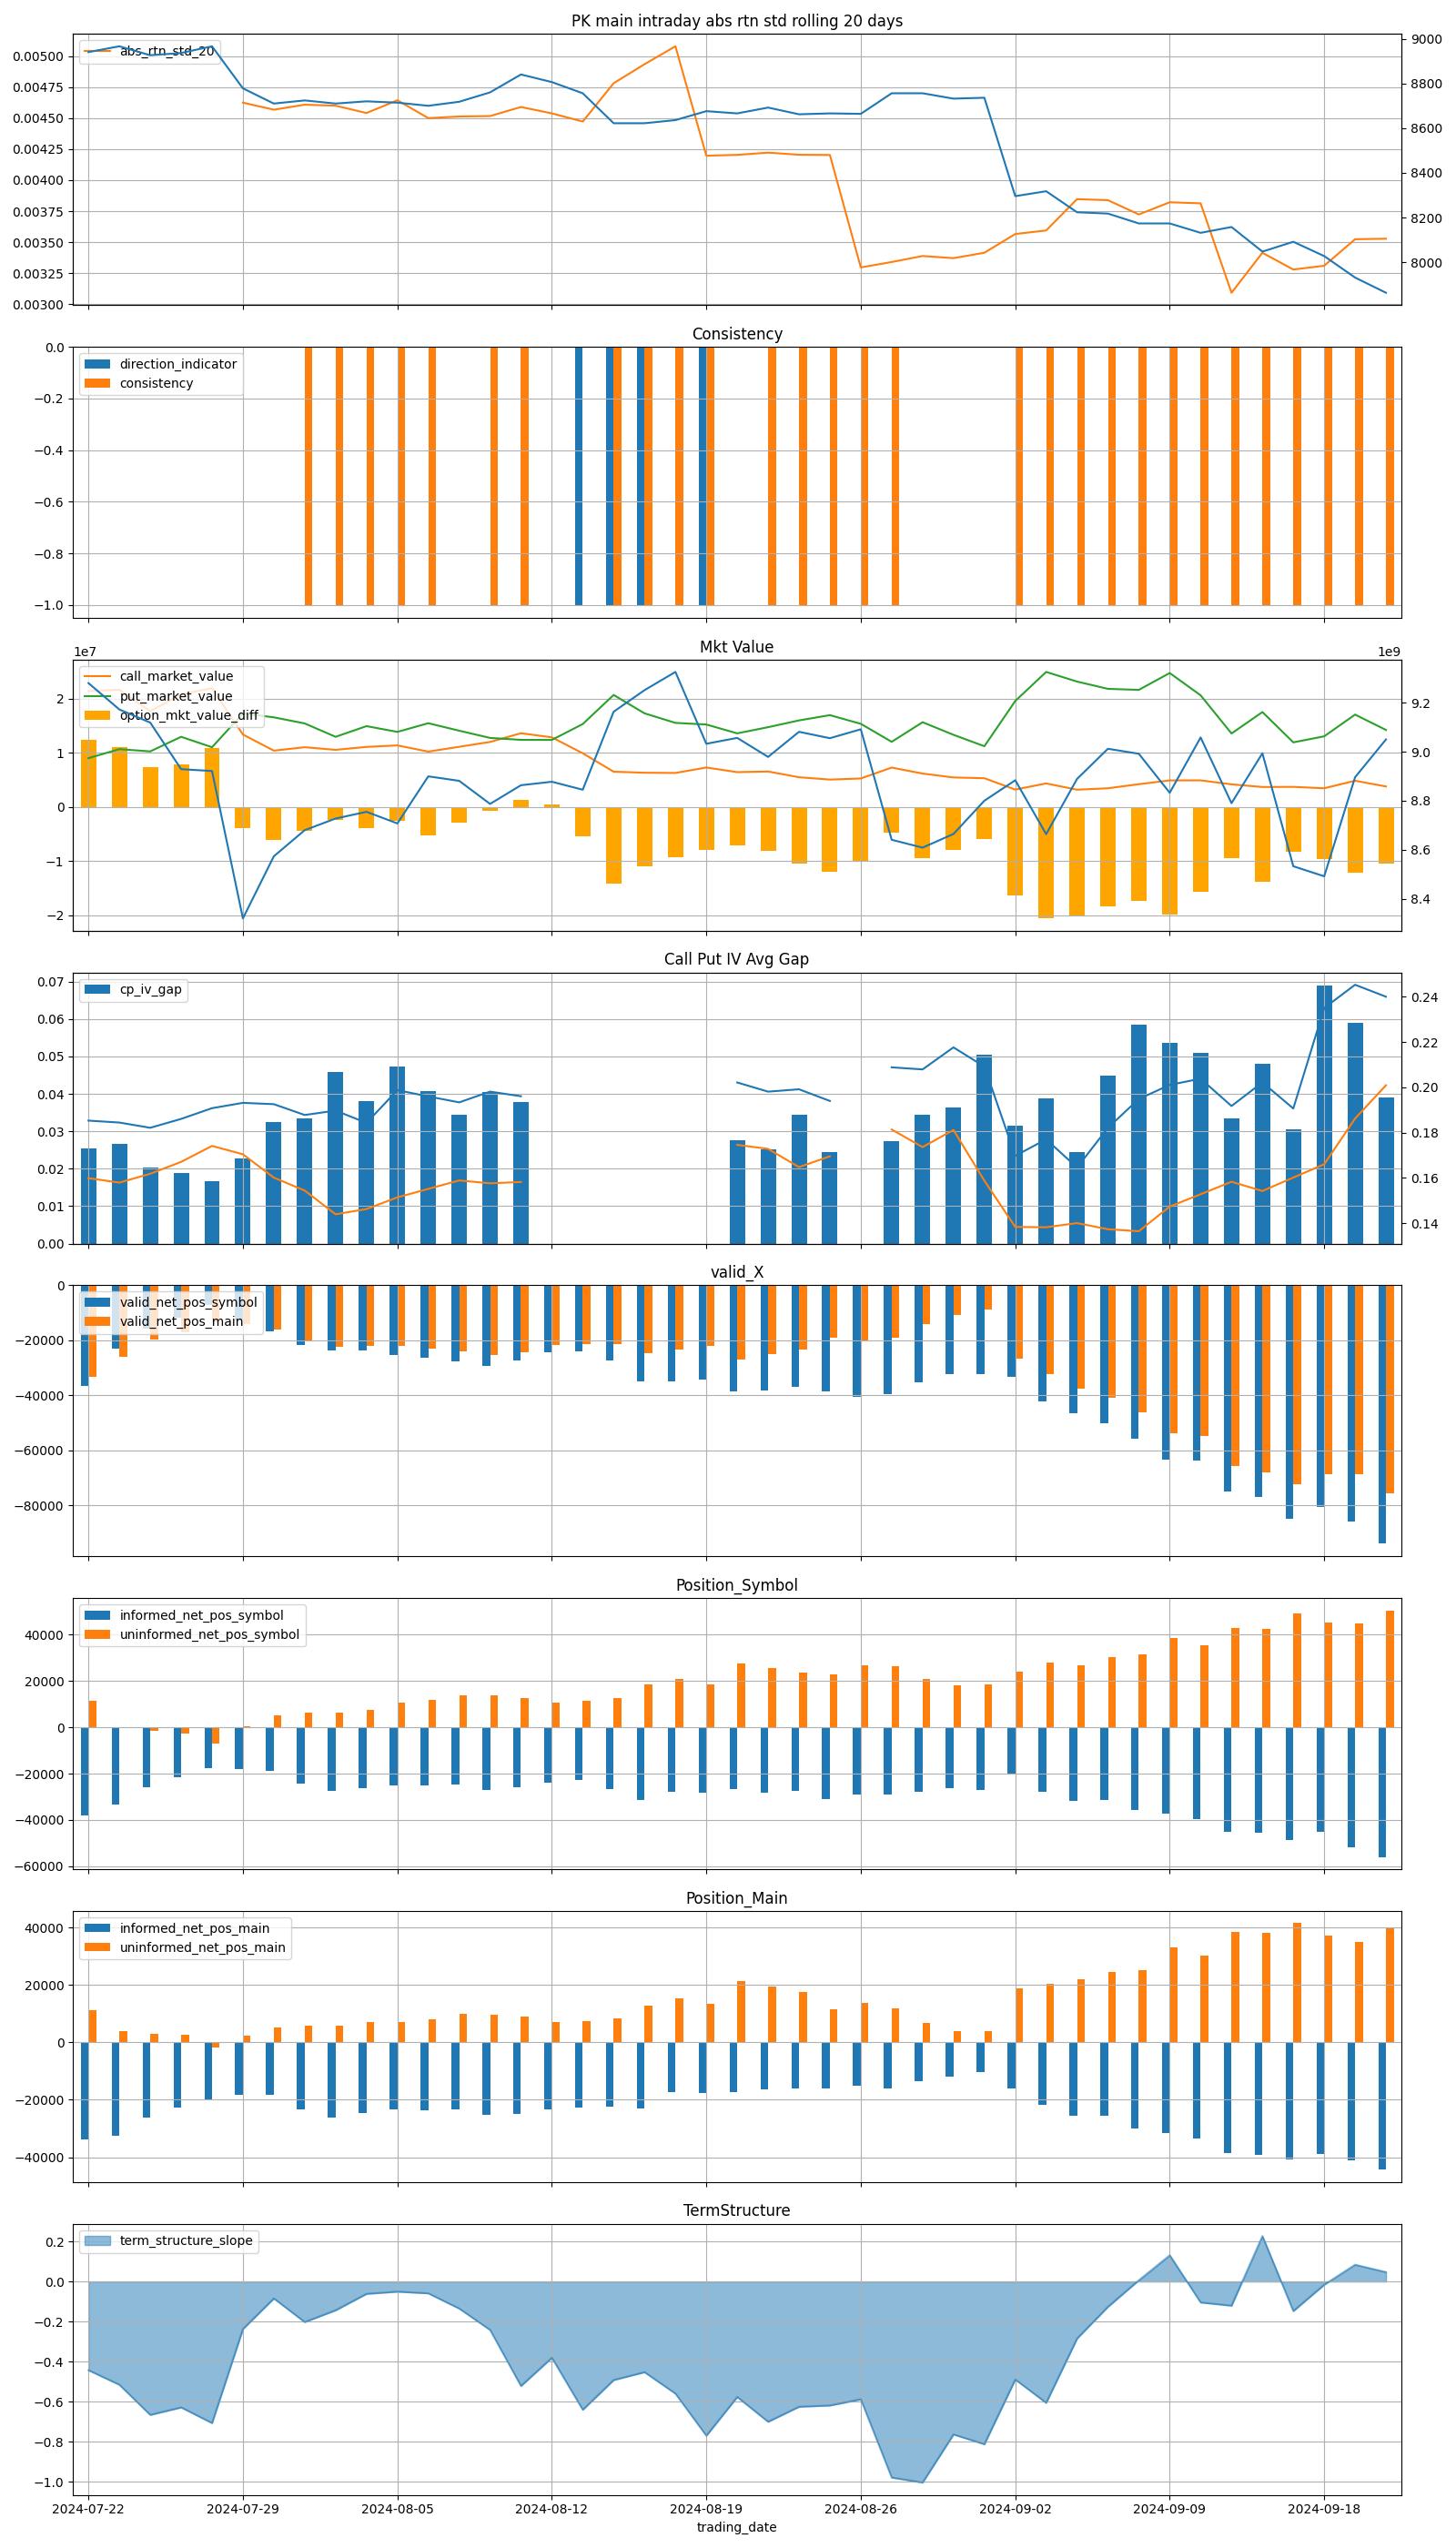 PK main intraday abs rtn std rolling 20 days
abs_rtn_std_20
0.00500
0.00475
0.00450
0.00425
0.00400
0.00375
0.00350
0.00325
0.00300
9000
8800
8600
8400
8200
8000
Consistency
direction_indicator
consistency
0.0
−0.2
−0.4
−0.6
−0.8
−1.0
Mkt Value
1e7
1e9
call_market_value
put_market_value
option_mkt_value_diff
2
1
0
−1
−2
9.2
9.0
8.8
8.6
8.4
Call Put IV Avg Gap
cp_iv_gap
0.07
0.06
0.05
0.04
0.03
0.02
0.01
0.00
0.24
0.22
0.20
0.18
0.16
0.14
valid_X
valid_net_pos_symbol
valid_net_pos_main
0
−20000
−40000
−60000
−80000
Position_Symbol
informed_net_pos_symbol
uninformed_net_pos_symbol
40000
20000
0
−20000
−40000
−60000
Position_Main
informed_net_pos_main
uninformed_net_pos_main
40000
20000
0
−20000
−40000
TermStructure
term_structure_slope
0.2
0.0
−0.2
−0.4
−0.6
−0.8
−1.0
2024-07-22 2024-07-29 2024-08-05 2024-08-12 2024-08-19 2024-08-26 2024-09-02 2024-09-09 2024-09-18
trading_date